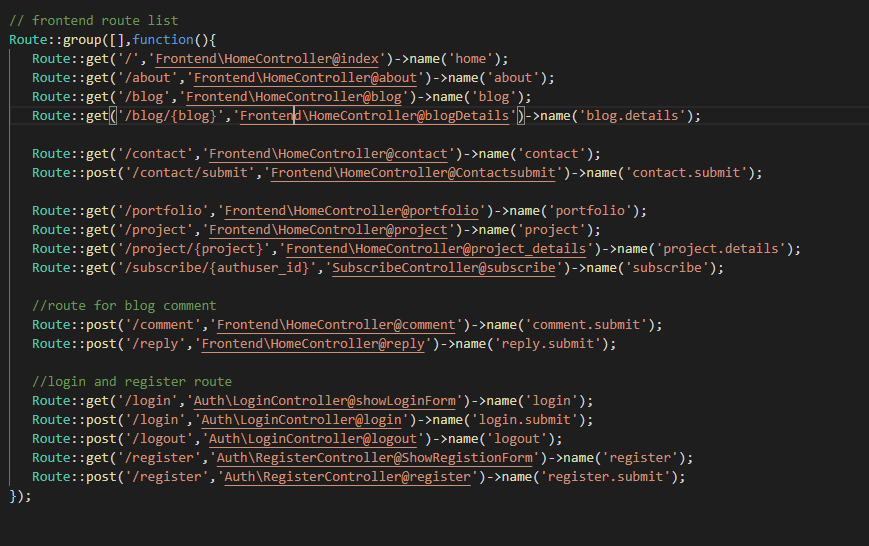 // frontend route list
Route::group([],function(){
Route::get('/','Frontend\HomeController@index')->name('home');
Route::get('/about','Frontend\HomeController@about')->name('about');
Route::get('/blog','Frontend\HomeController@blog')->name('blog');
Route::get('/blog/{blog}','Frontend\HomeController@blogDetails')->name('blog.details');
Route::get('/contact','Frontend\HomeController@contact')->name('contact');
Route::post('/contact/submit','Frontend\HomeController@Contactsubmit')->name('contact.submit');
Route::get('/portfolio','Frontend\HomeController@portfolio')->name('portfolio');
Route::get('/project','Frontend\HomeController@project')->name('project');
Route::get('/project/{project}','Frontend\HomeController@project_details')->name('project.details');
Route::get('/subscribe/{authuser_id}','SubscribeController@subscribe')->name('subscribe');
//route for blog comment
Route::post('/comment','Frontend\HomeController@comment')->name('comment.submit');
Route::post('/reply','Frontend\HomeController@reply')->name('reply.submit');
//login and register route
Route::get('/login','Auth\LoginController@showLoginForm')->name('login');
Route::post('/login','Auth\LoginController@login')->name('login.submit');
Route::post('/logout','Auth\LoginController@logout')->name('logout');
Route::get('/register','Auth\RegisterController@ShowRegistionForm')->name('register');
Route::post('/register','Auth\RegisterController@register')->name('register.submit');
});